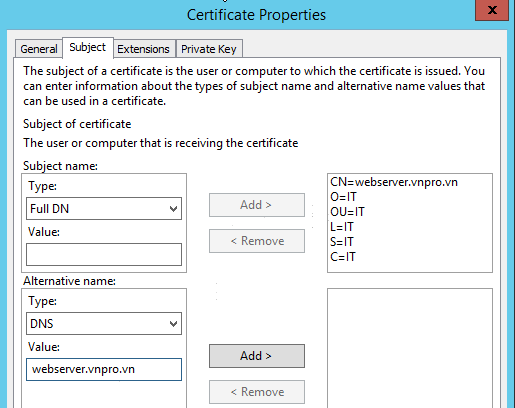 Certificate Properties
x
General Subject Extensions Private Key
The subject of a certificate is the user or computer to which the certificate is issued. You
can enter information about the types of subject name and alternative name values that
can be used in a certificate.
Subject of certificate
The user or computer that is receiving the certificate
Subject name:
Type:
Full DN
Value:
Add >
< Remove
CN=webserver.vnpro.vn
O=IT
OU=IT
L=IT
S=IT
C=IT
Alternative name:
Type:
DNS
Value:
webserver.vnpro.vn
Add >
< Remove